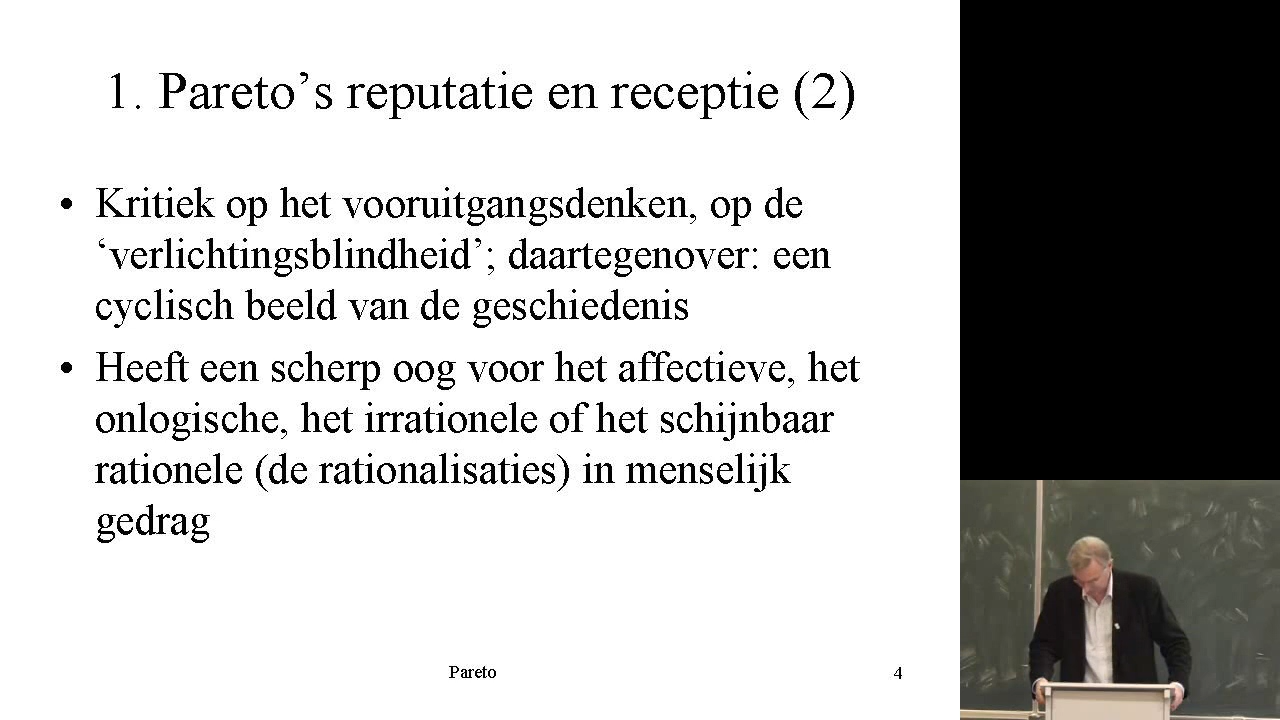 1. Pareto’s reputatie en receptie (2)
• Kritiek op het vooruitgangsdenken, op de
‘verlichtingsblindheid’; daartegenover: een
cyclisch beeld van de geschiedenis
• Heeft een scherp oog voor het affectieve, het
onlogische, het irrationele of het schijnbaar
rationele (de rationalisaties) in menselijk
gedrag
Pareto
4